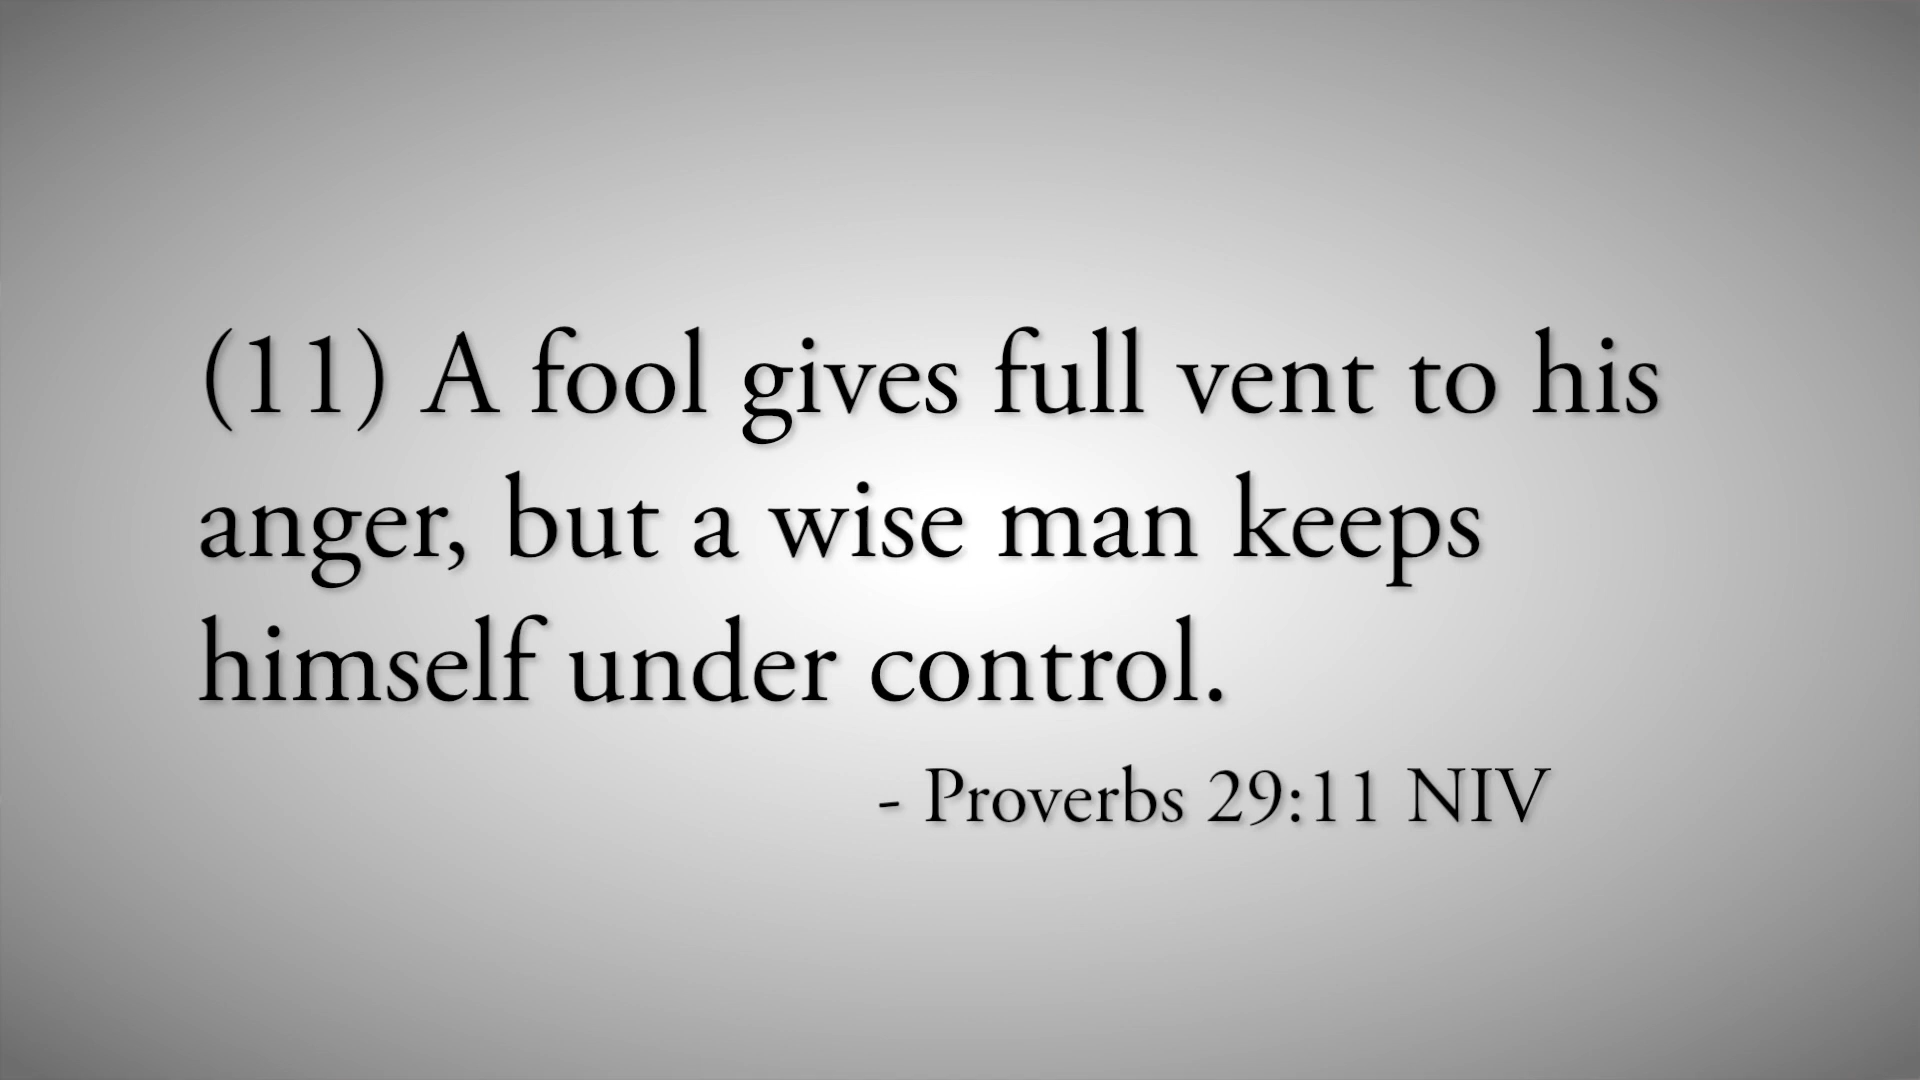 (11) A fool gives full vent to his
anger, but a wise man keeps
himself under control.
- Proverbs 29:11 NIV